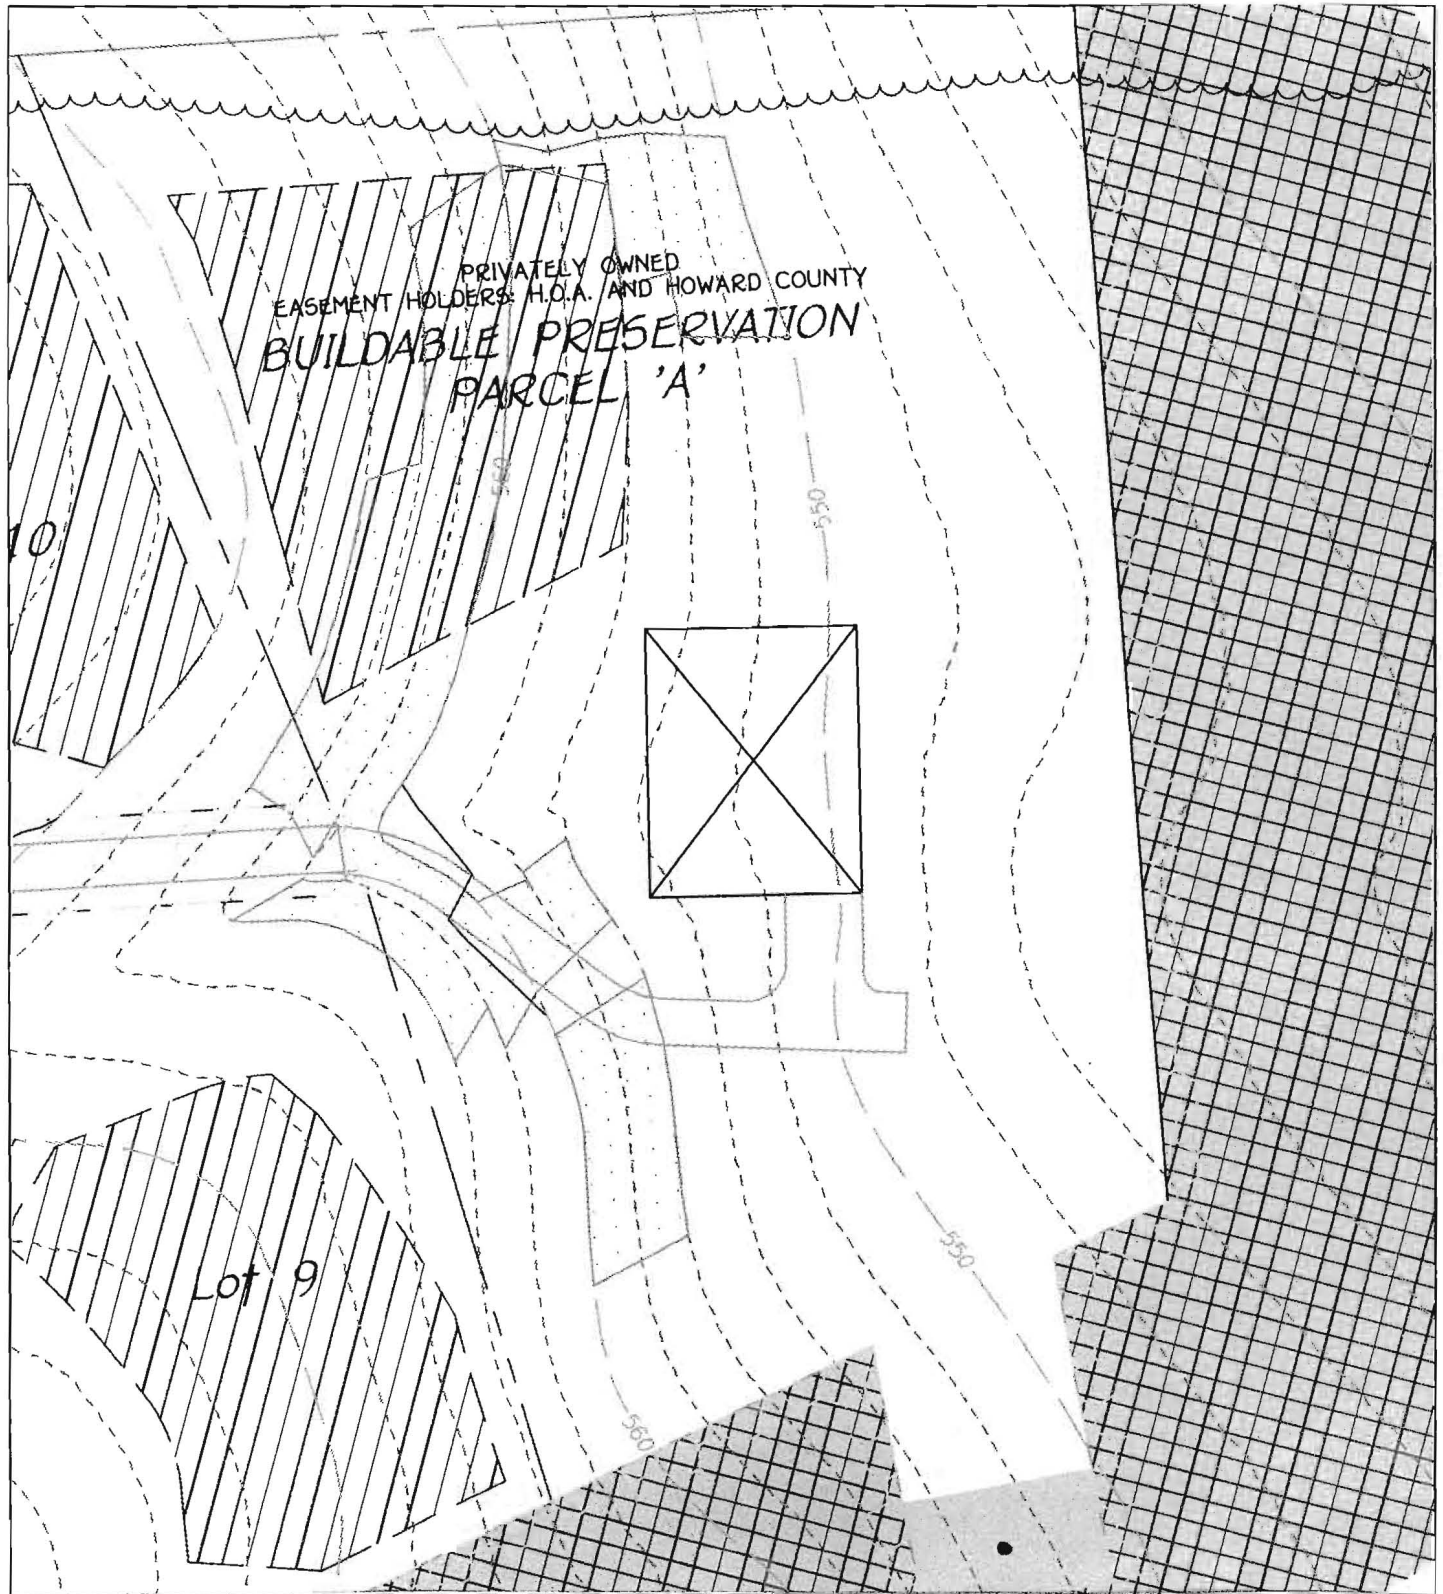 PRIVATELY OWNED
EASEMENT HOLDERS: H.O.A. AND HOWARD COUNTY
BUILDABLE PRESERVATION
PARCEL 'A'
560
550
10
550
Lot 9
560